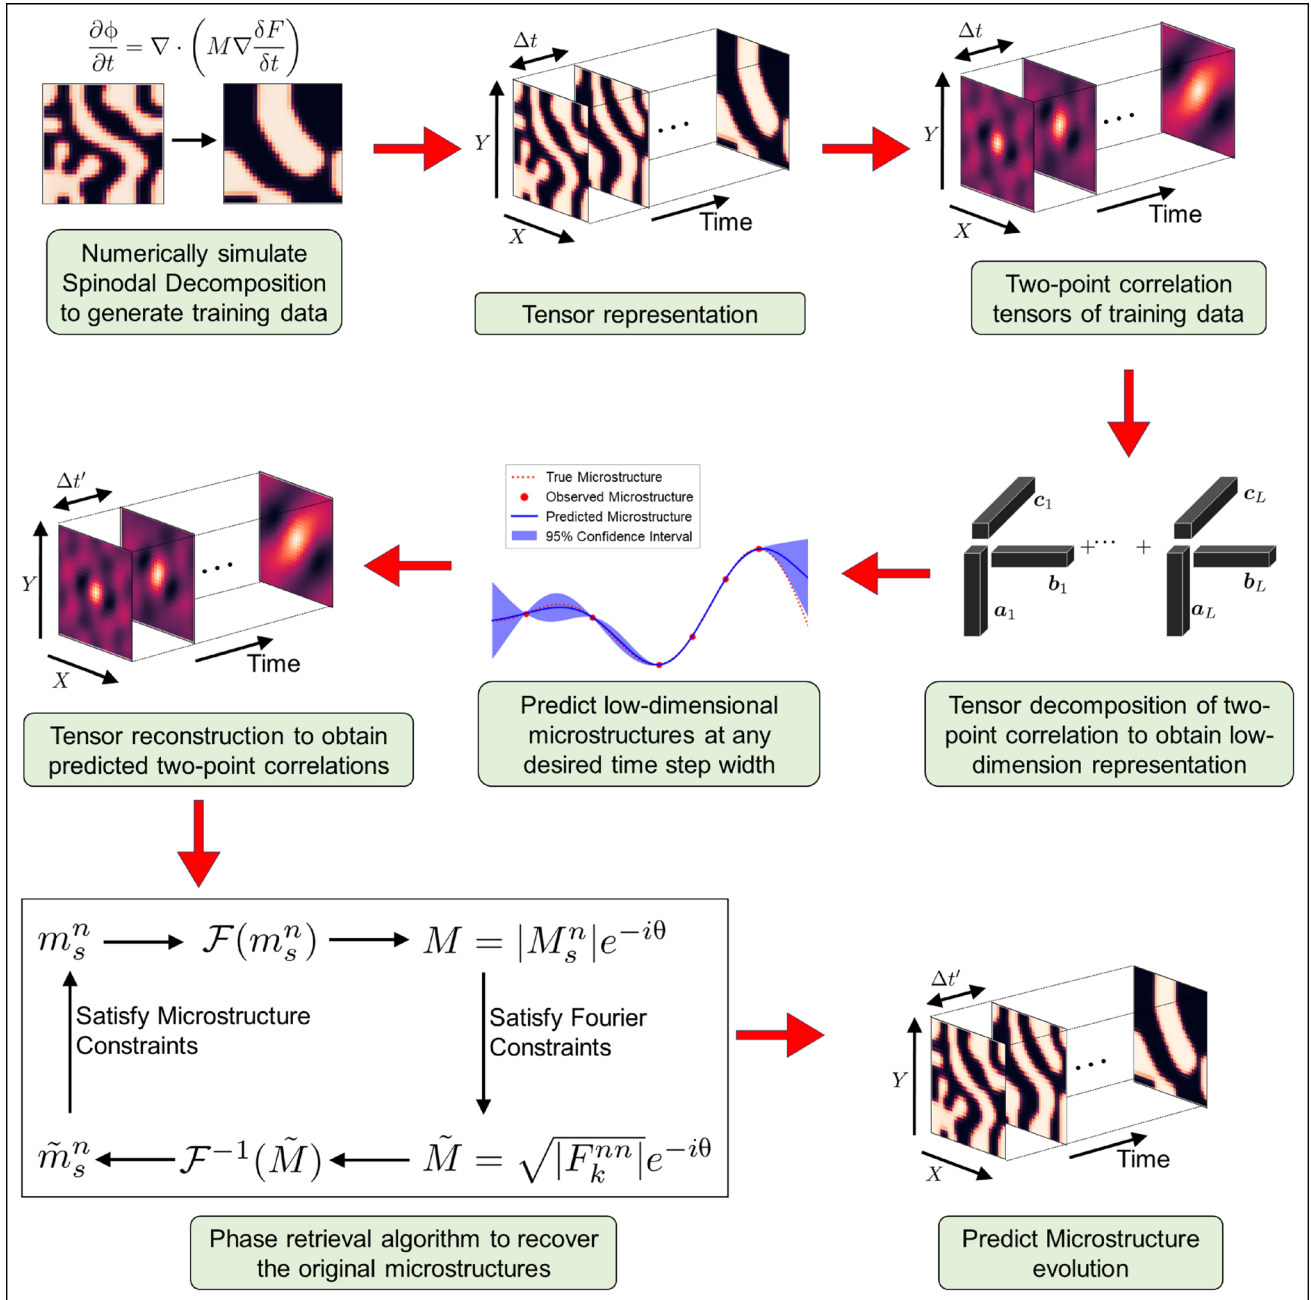 ∂ϕ/∂t = ∇ · (M∇ δF/δt)
Numerically simulate
Spinodal Decomposition
to generate training data
Δt
Y
X
Time
...
Tensor representation
Δt
Y
X
Time
...
Two-point correlation
tensors of training data
c₁
b₁
a₁
+ ... +
c_L
b_L
a_L
Tensor decomposition of two-
point correlation to obtain low-
dimension representation
True Microstructure
Observed Microstructure
Predicted Microstructure
95% Confidence Interval
Predict low-dimensional
microstructures at any
desired time step width
Δt′
Y
X
Time
...
Tensor reconstruction to obtain
predicted two-point correlations
m_s^n
F(m_s^n)
M = |M_s^n|e^{−iθ}
Satisfy Microstructure
Constraints
Satisfy Fourier
Constraints
m̃_s^n
F^{−1}(M̃)
M̃ = √|F_k^{nn}|e^{−iθ}
Phase retrieval algorithm to recover
the original microstructures
Δt′
Y
X
Time
...
Predict Microstructure
evolution